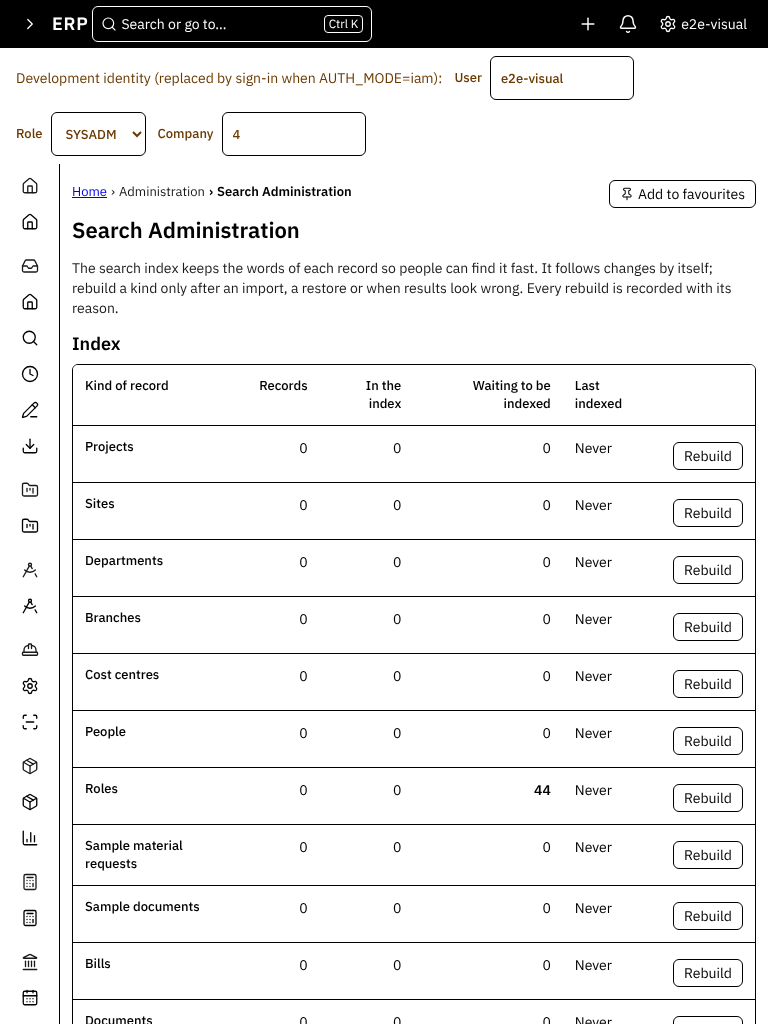 ERP
Search or go to...
Ctrl K
e2e-visual
Development identity (replaced by sign-in when AUTH_MODE=iam): User e2e-visual
Role SYSADM Company 4
Home › Administration › Search Administration
Add to favourites
Search Administration
The search index keeps the words of each record so people can find it fast. It follows changes by itself;
rebuild a kind only after an import, a restore or when results look wrong. Every rebuild is recorded with its
reason.
Index
Kind of record Records In the index Waiting to be indexed Last indexed
Projects 0 0 0 Never Rebuild
Sites 0 0 0 Never Rebuild
Departments 0 0 0 Never Rebuild
Branches 0 0 0 Never Rebuild
Cost centres 0 0 0 Never Rebuild
People 0 0 0 Never Rebuild
Roles 0 0 44 Never Rebuild
Sample material requests 0 0 0 Never Rebuild
Sample documents 0 0 0 Never Rebuild
Bills 0 0 0 Never Rebuild
Documents 0 0 0 Never